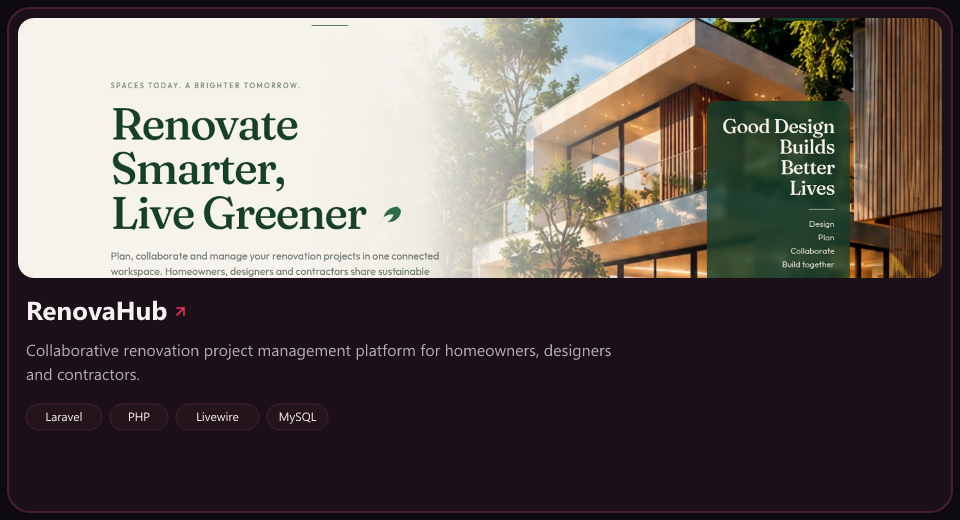 SPACES TODAY. A BRIGHTER TOMORROW.
Renovate
Smarter,
Live Greener
Plan, collaborate and manage your renovation projects in one connected
workspace. Homeowners, designers and contractors share sustainable
Good Design
Builds
Better
Lives
Design
Plan
Collaborate
Build together
RenovaHub
Collaborative renovation project management platform for homeowners, designers
and contractors.
Laravel
PHP
Livewire
MySQL